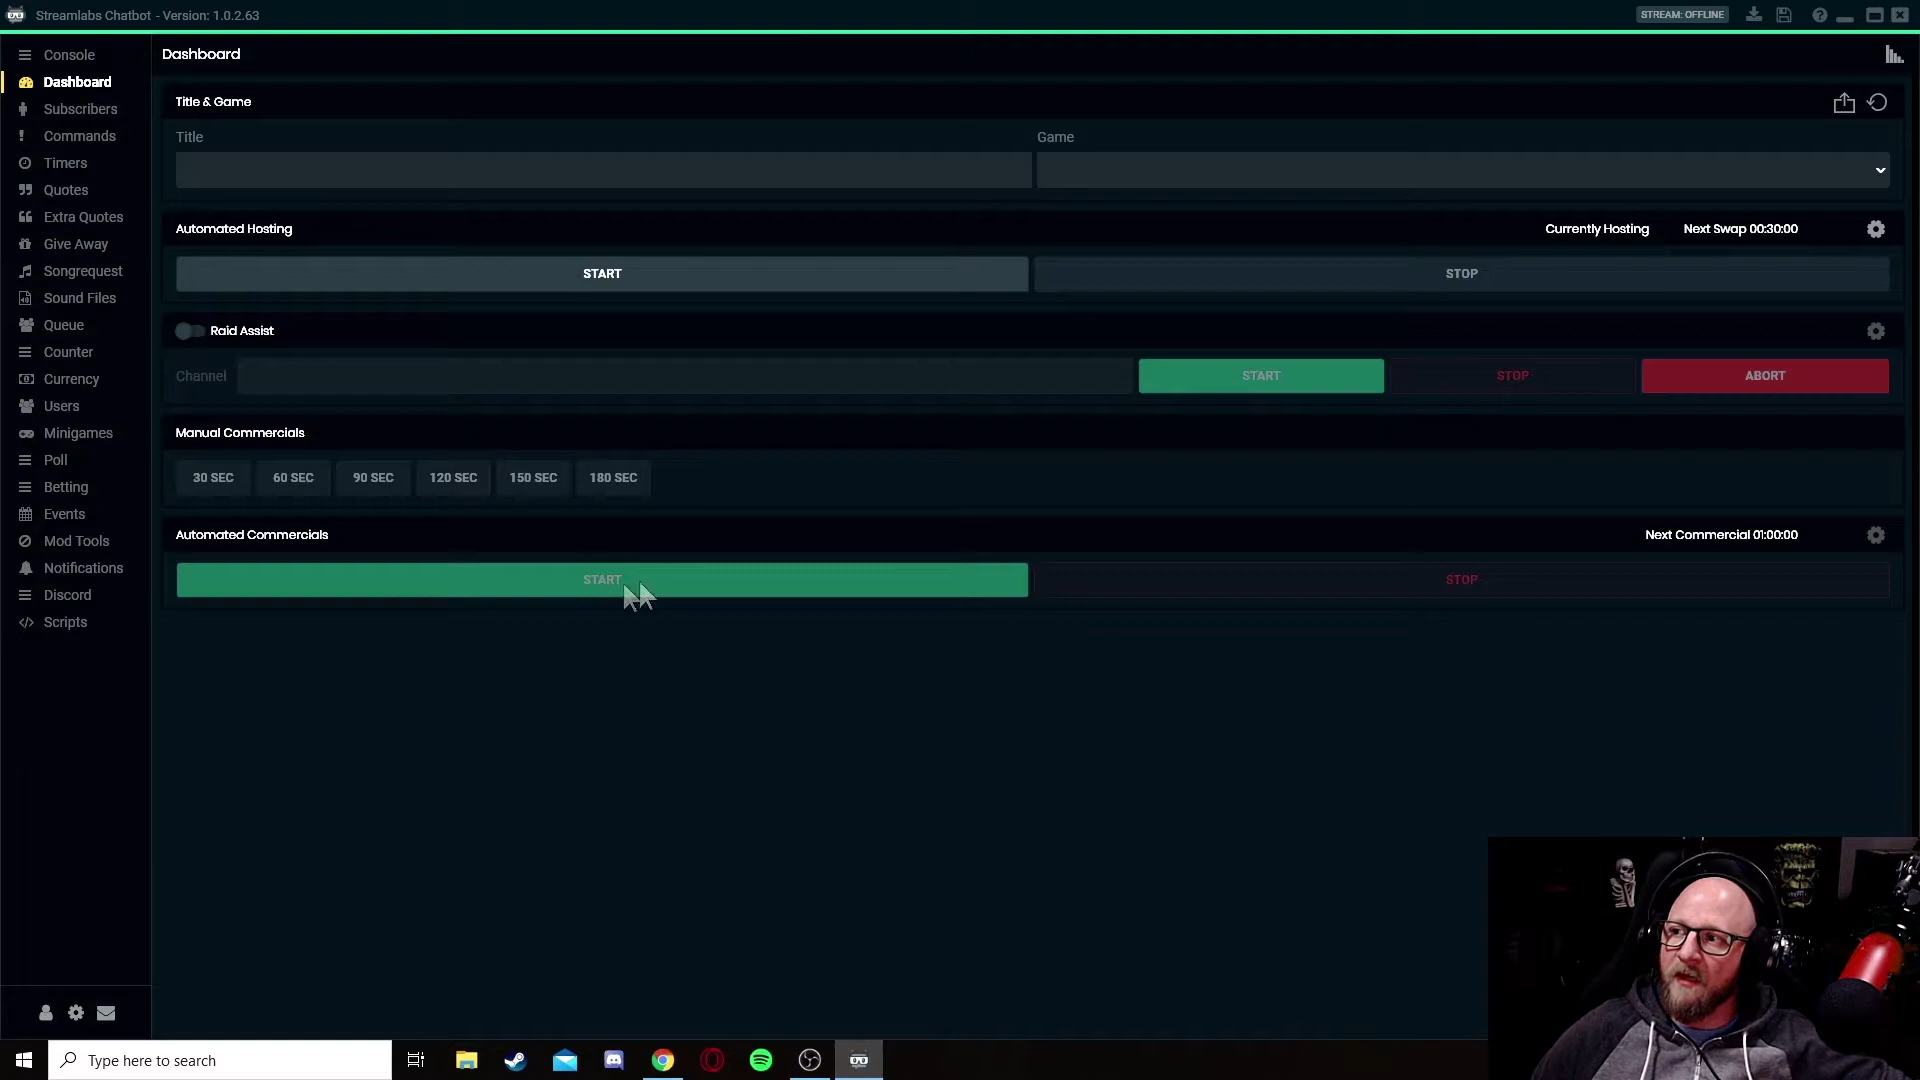 Streamlabs Chatbot - Version: 1.0.2.63
STREAM: OFFLINE
Console
Dashboard
Subscribers
Commands
Timers
Quotes
Extra Quotes
Give Away
Songrequest
Sound Files
Queue
Counter
Currency
Users
Minigames
Poll
Betting
Events
Mod Tools
Notifications
Discord
Scripts
Dashboard
Title & Game
Title Game
Automated Hosting Currently Hosting Next Swap 00:30:00
START STOP
Raid Assist
Channel START STOP ABORT
Manual Commercials
30 SEC 60 SEC 90 SEC 120 SEC 150 SEC 180 SEC
Automated Commercials Next Commercial 01:00:00
START STOP
Type here to search